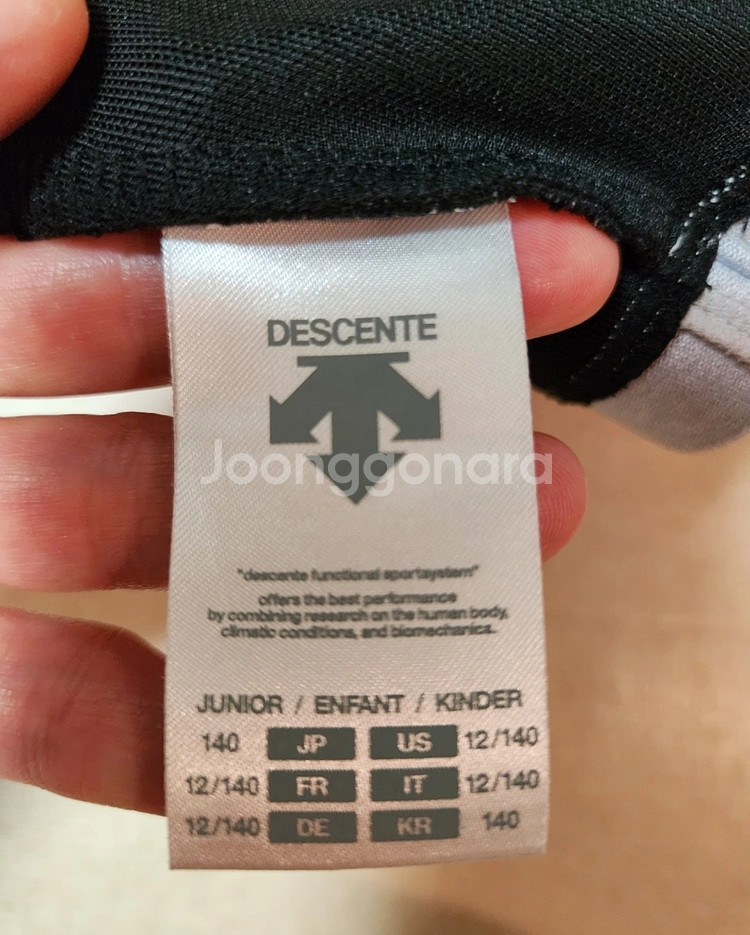 DESCENTE
Joonggonara
"descente functional sportsystem"
offers the best performance
by combining research on the human body,
climatic conditions, and biomechanics.
JUNIOR / ENFANT / KINDER
140 JP US 12/140
12/140 FR IT 12/140
12/140 DE KR 140